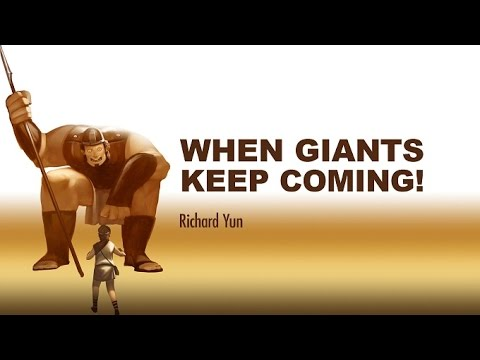 WHEN GIANTS
KEEP COMING!
Richard Yun